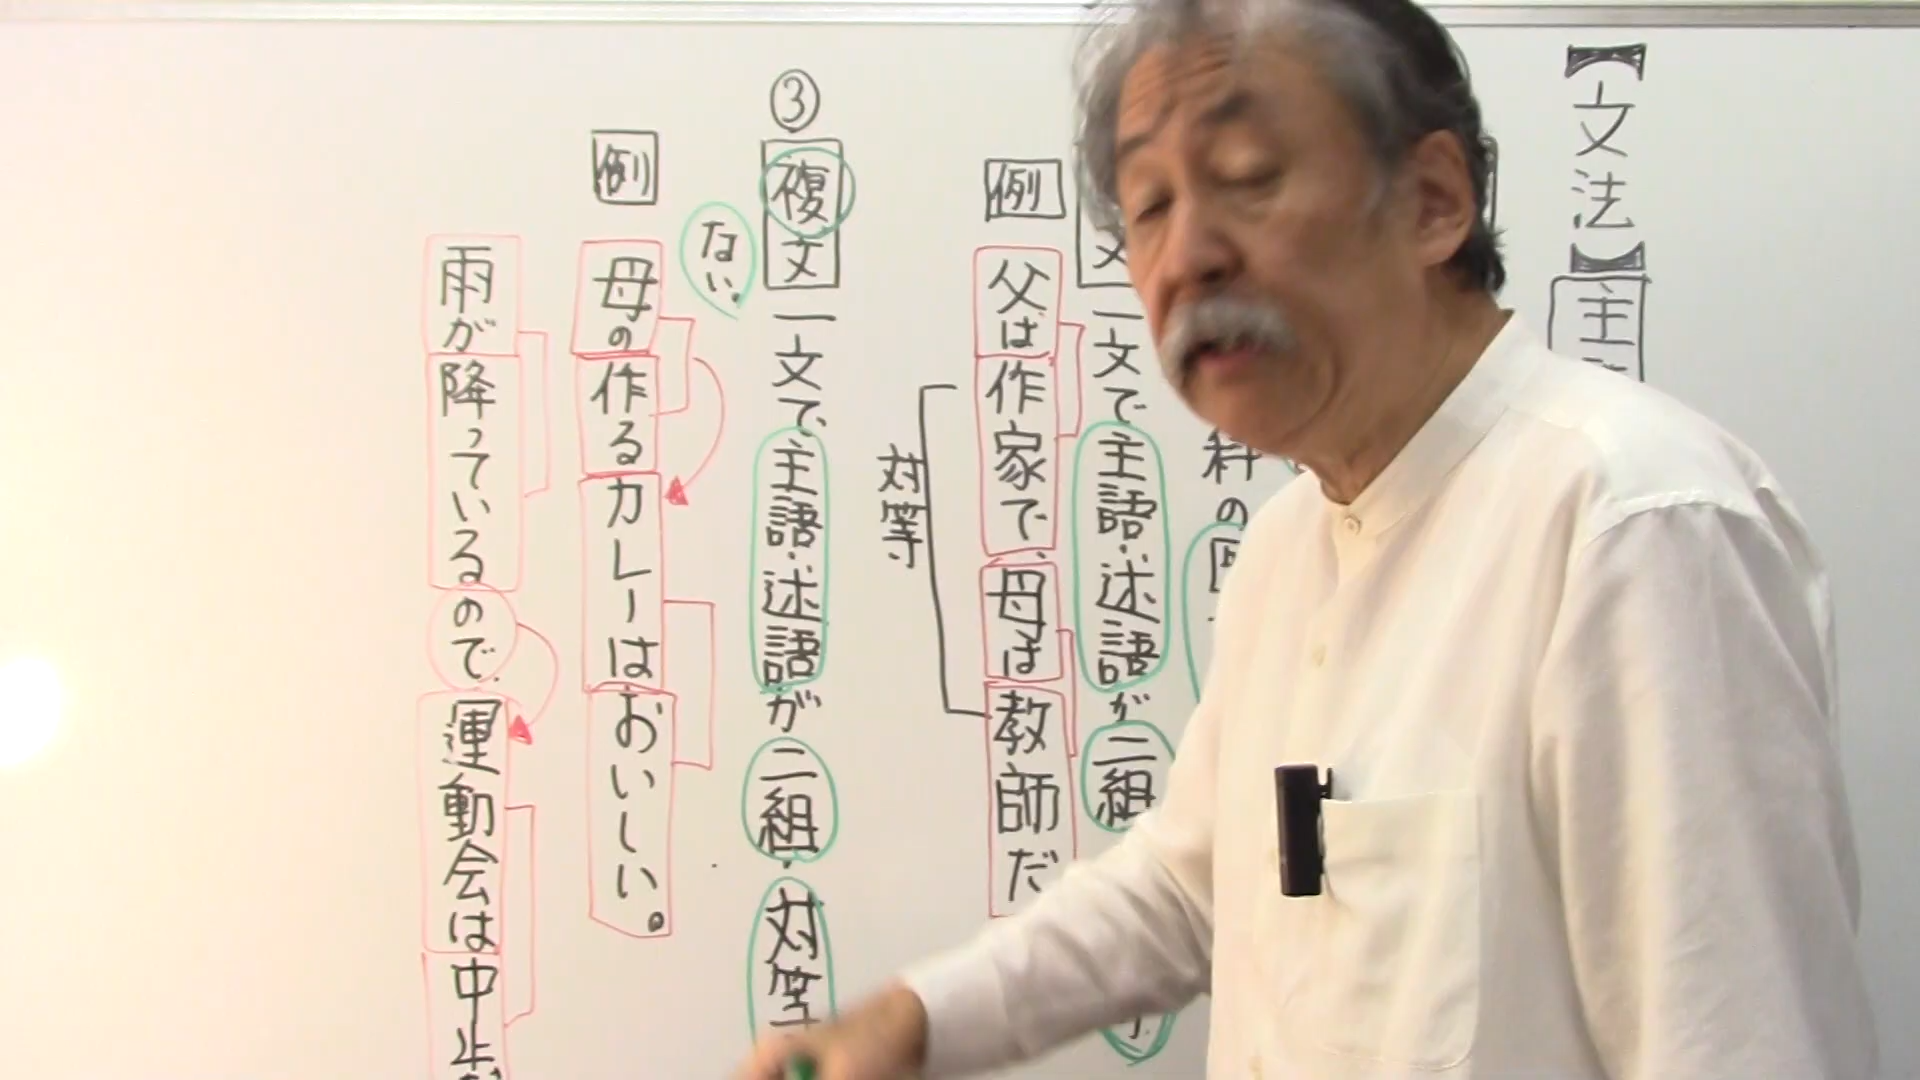 【文法】主
枠の
文 一文で主語・述語が二組
例
父は作家で、母は教師だ
対等
③ 複文 一文で、主語・述語が二組・対等
ない。
例
母の作るカレーはおいしい。
雨が降っているので、運動会は中止